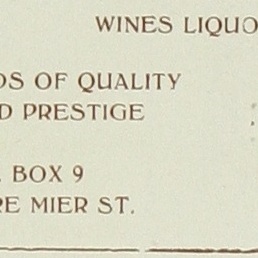 WINES LIQUO
DS OF QUALITY
D PRESTIGE
BOX 9
RE MIER ST.